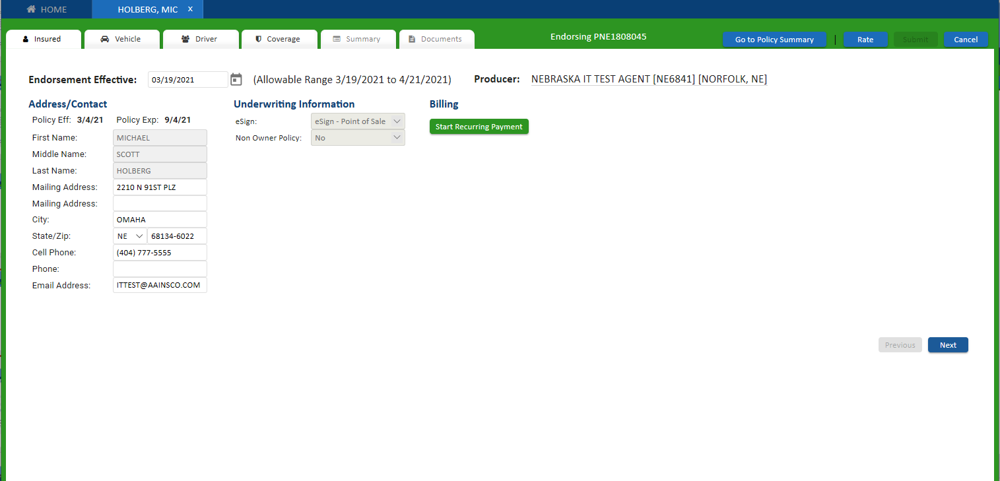 HOME
HOLBERG, MIC X
Insured Vehicle Driver Coverage Summary Documents Endorsing PNE1808045 Go to Policy Summary | Rate Submit Cancel
Endorsement Effective: 03/19/2021 (Allowable Range 3/19/2021 to 4/21/2021) Producer: NEBRASKA IT TEST AGENT [NE6841] [NORFOLK, NE]
Address/Contact
Policy Eff: 3/4/21 Policy Exp: 9/4/21
First Name: MICHAEL
Middle Name: SCOTT
Last Name: HOLBERG
Mailing Address: 2210 N 91ST PLZ
Mailing Address:
City: OMAHA
State/Zip: NE 68134-6022
Cell Phone: (404) 777-5555
Phone:
Email Address: ITTEST@AAINSCO.COM
Underwriting Information
eSign: eSign - Point of Sale
Non Owner Policy: No
Billing
Start Recurring Payment
Previous Next